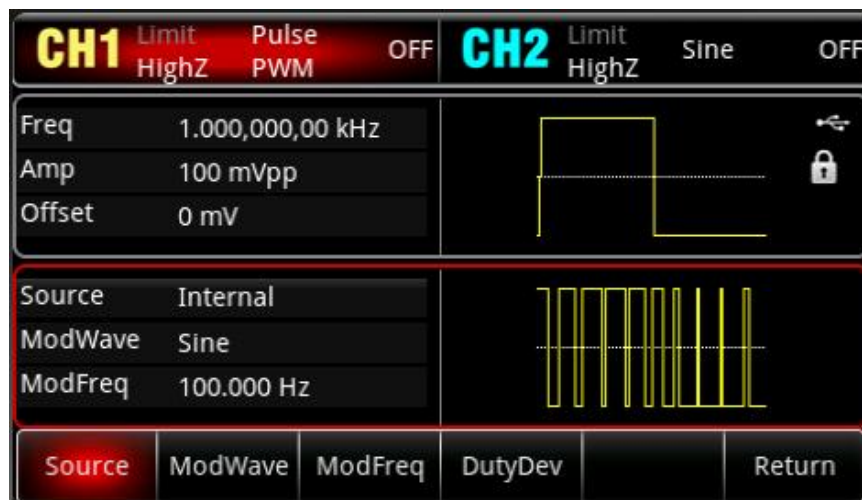 CH1 Limit Pulse OFF CH2 Limit Sine OFF
HighZ PWM HighZ
Freq 1.000,000,00 kHz
Amp 100 mVpp
Offset 0 mV
Source Internal
ModWave Sine
ModFreq 100.000 Hz
Source ModWave ModFreq DutyDev Return